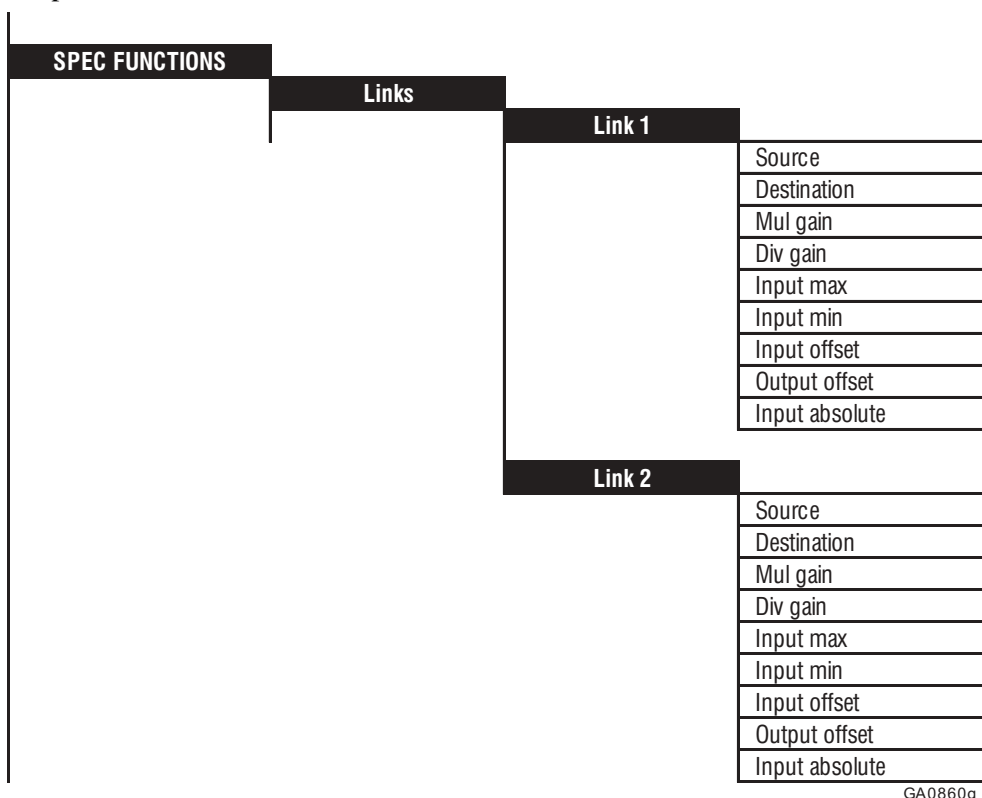 SPEC FUNCTIONS
Links
Link 1
Source
Destination
Mul gain
Div gain
Input max
Input min
Input offset
Output offset
Input absolute
Link 2
Source
Destination
Mul gain
Div gain
Input max
Input min
Input offset
Output offset
Input absolute
GA0860g